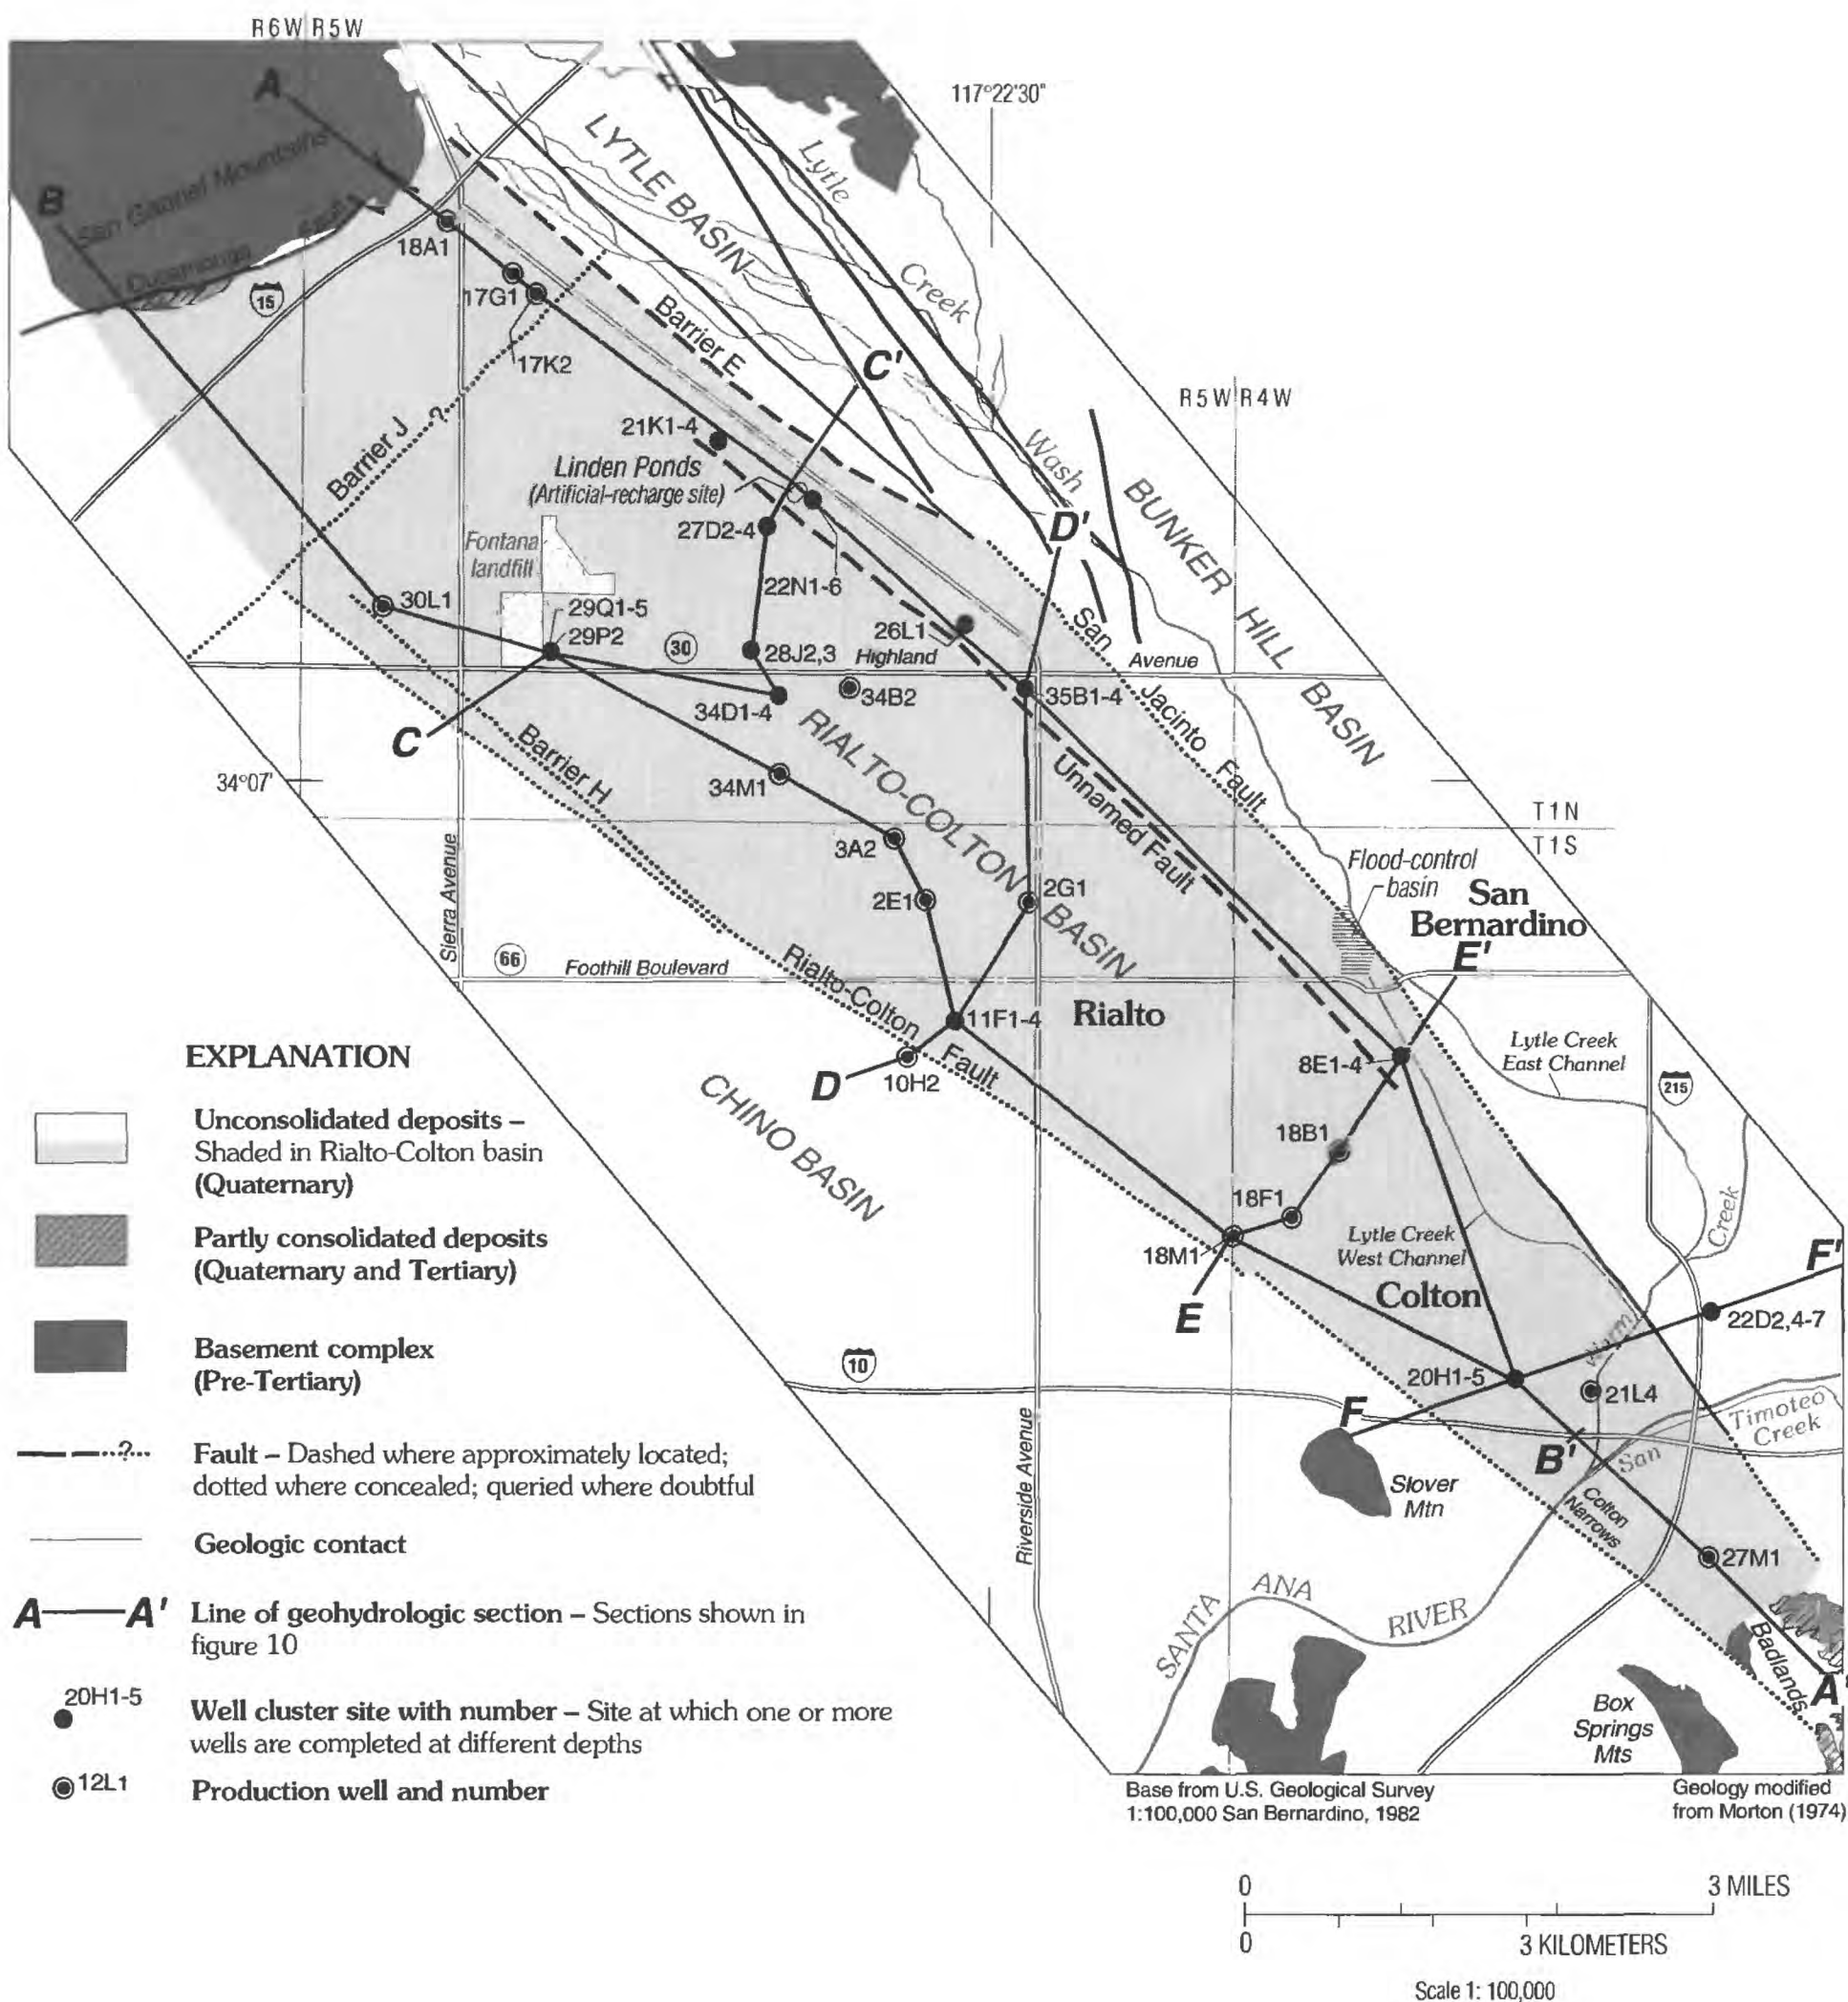 R6W R5W
117°22'30"
A
B
San Gabriel Mountains
Cucamonga Fault
15
18A1
17G1
17K2
LYTLE BASIN
Lytle
Creek
Wash
Barrier E
Barrier J
?
C'
R5W R4W
21K1-4
Linden Ponds
(Artificial-recharge site)
27D2-4
22N1-6
D'
BUNKER HILL BASIN
Fontana
landfill
30L1
29Q1-5
29P2
30
28J2,3
26L1
Highland
Avenue
34B2
34D1-4
35B1-4
San Jacinto Fault
C
Barrier H
34°07'
34M1
RIALTO-COLTON BASIN
Unnamed Fault
T1N
T1S
3A2
2E1
2G1
Flood-control
basin
San
Bernardino
E'
Sierra Avenue
66
Foothill Boulevard
Rialto-Colton Fault
11F1-4
Rialto
D
10H2
CHINO BASIN
8E1-4
Lytle Creek
East Channel
215
18B1
18F1
18M1
E
Lytle Creek
West Channel
Colton
Warm
Creek
F'
22D2,4-7
10
20H1-5
21L4
F
B'
San
Timoteo
Creek
Riverside Avenue
Slover
Mtn
Colton
Narrows
27M1
SANTA ANA RIVER
Badlands
A'
Box
Springs
Mts
EXPLANATION
Unconsolidated deposits –
Shaded in Rialto-Colton basin
(Quaternary)
Partly consolidated deposits
(Quaternary and Tertiary)
Basement complex
(Pre-Tertiary)
?
Fault – Dashed where approximately located;
dotted where concealed; queried where doubtful
Geologic contact
A A' Line of geohydrologic section – Sections shown in
figure 10
20H1-5
Well cluster site with number – Site at which one or more
wells are completed at different depths
12L1 Production well and number
Base from U.S. Geological Survey
1:100,000 San Bernardino, 1982
Geology modified
from Morton (1974)
0 3 MILES
0 3 KILOMETERS
Scale 1: 100,000